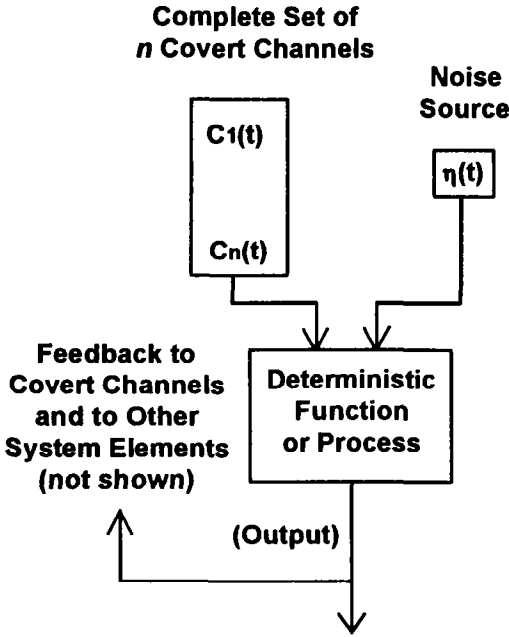 Complete Set of
n Covert Channels
Noise
Source
C1(t)
η(t)
Cn(t)
Feedback to
Covert Channels
and to Other
System Elements
(not shown)
Deterministic
Function
or Process
(Output)